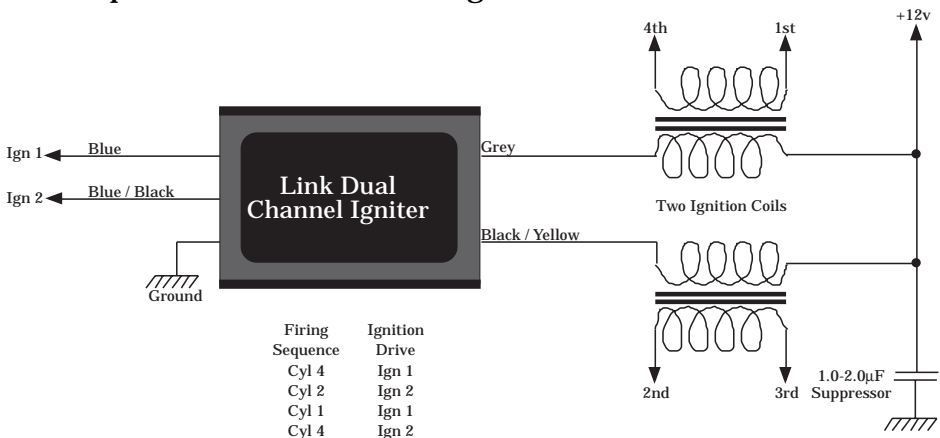 +12v
4th
1st
Ign 1
Blue
Grey
Link Dual
Channel Igniter
Ign 2
Blue / Black
Two Ignition Coils
Black / Yellow
Ground
Firing
Sequence
Ignition
Drive
Cyl 4
Ign 1
Cyl 2
Ign 2
Cyl 1
Ign 1
Cyl 4
Ign 2
2nd
3rd
1.0-2.0µF
Suppressor